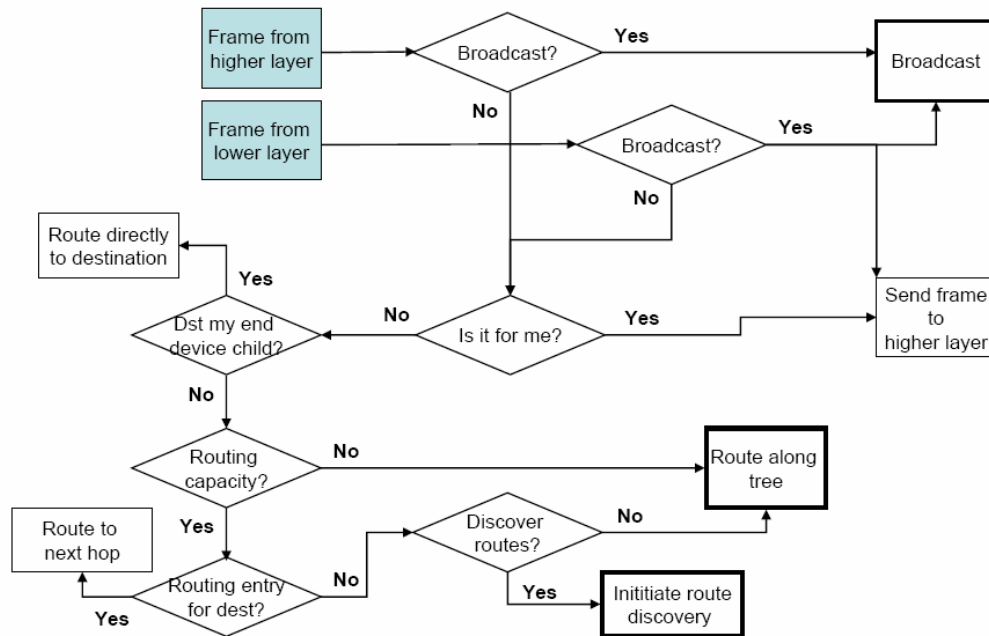 Frame from
higher layer
Broadcast?
Yes
Broadcast
No
Frame from
lower layer
Broadcast?
Yes
No
Route directly
to destination
Yes
Dst my end
device child?
No
Is it for me?
Yes
Send frame
to
higher layer
No
Routing
capacity?
No
Route along
tree
Yes
Route to
next hop
Discover
routes?
No
Routing entry
for dest?
No
Yes
Yes
Inititiate route
discovery